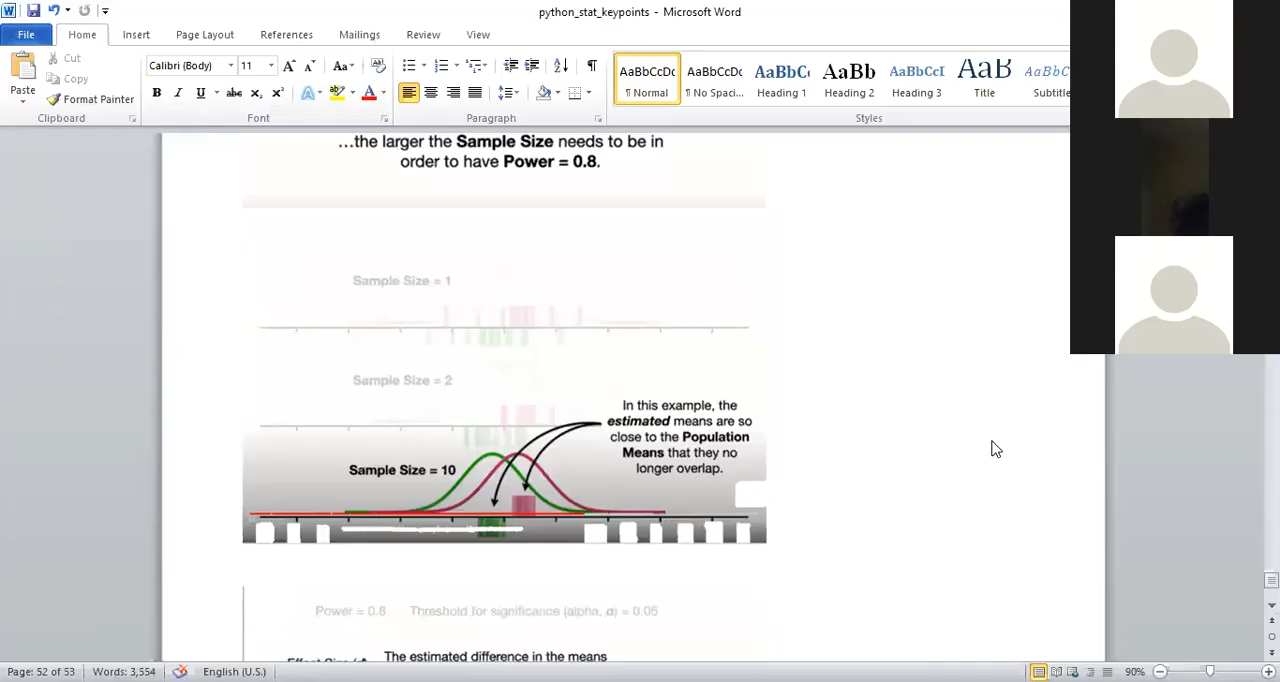 python_stat_keypoints - Microsoft Word
File Home Insert Page Layout References Mailings Review View
Cut
Copy
Format Painter
Paste
Calibri (Body) 11
AaBbCcDc AaBbCcDc AaBbC AaBb AaBbCcI AaB AaBbCc
¶ Normal ¶ No Spaci... Heading 1 Heading 2 Heading 3 Title Subtitle
Clipboard Font Paragraph Styles
...the larger the Sample Size needs to be in
order to have Power = 0.8.
Sample Size = 1
Sample Size = 2
In this example, the
estimated means are so
close to the Population
Means that they no
longer overlap.
Sample Size = 10
Power = 0.8 Threshold for significance (alpha, α) = 0.05
The estimated difference in the means
Page: 52 of 53 Words: 3,554 English (U.S.) 90%